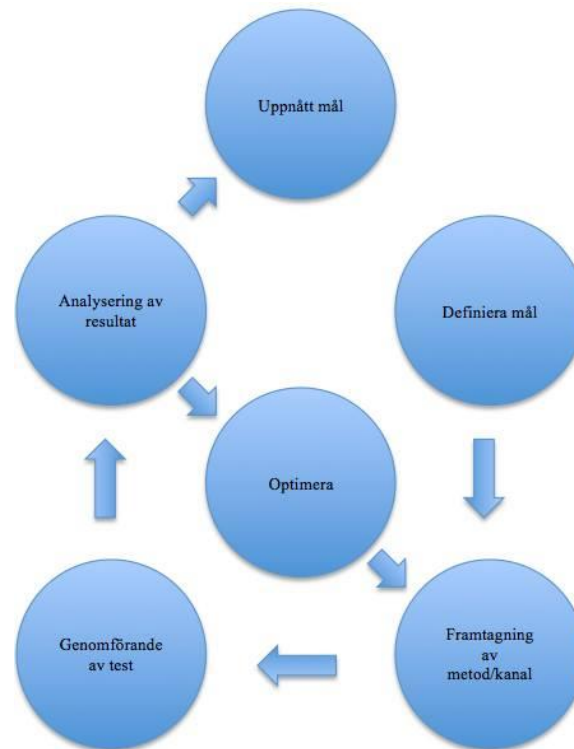 Uppnått mål
Analysering av
resultat
Definiera mål
Optimera
Genomförande
av test
Framtagning
av
metod/kanal